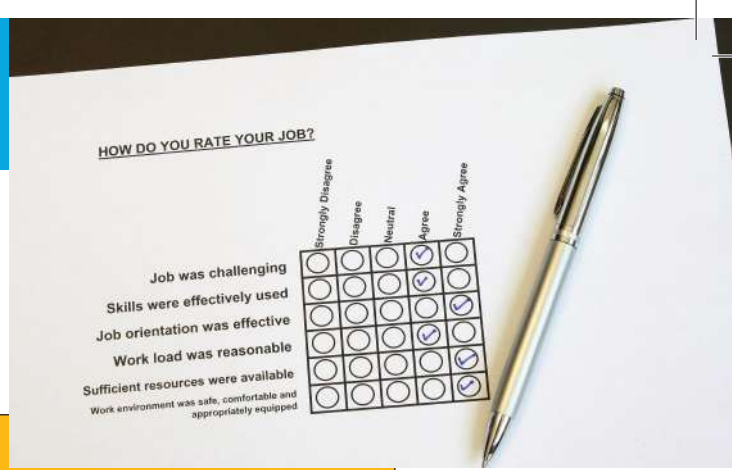 HOW DO YOU RATE YOUR JOB?
Strongly Disagree
Disagree
Neutral
Agree
Strongly Agree
Job was challenging
Skills were effectively used
Job orientation was effective
Work load was reasonable
Sufficient resources were available
Work environment was safe, comfortable and
appropriately equipped